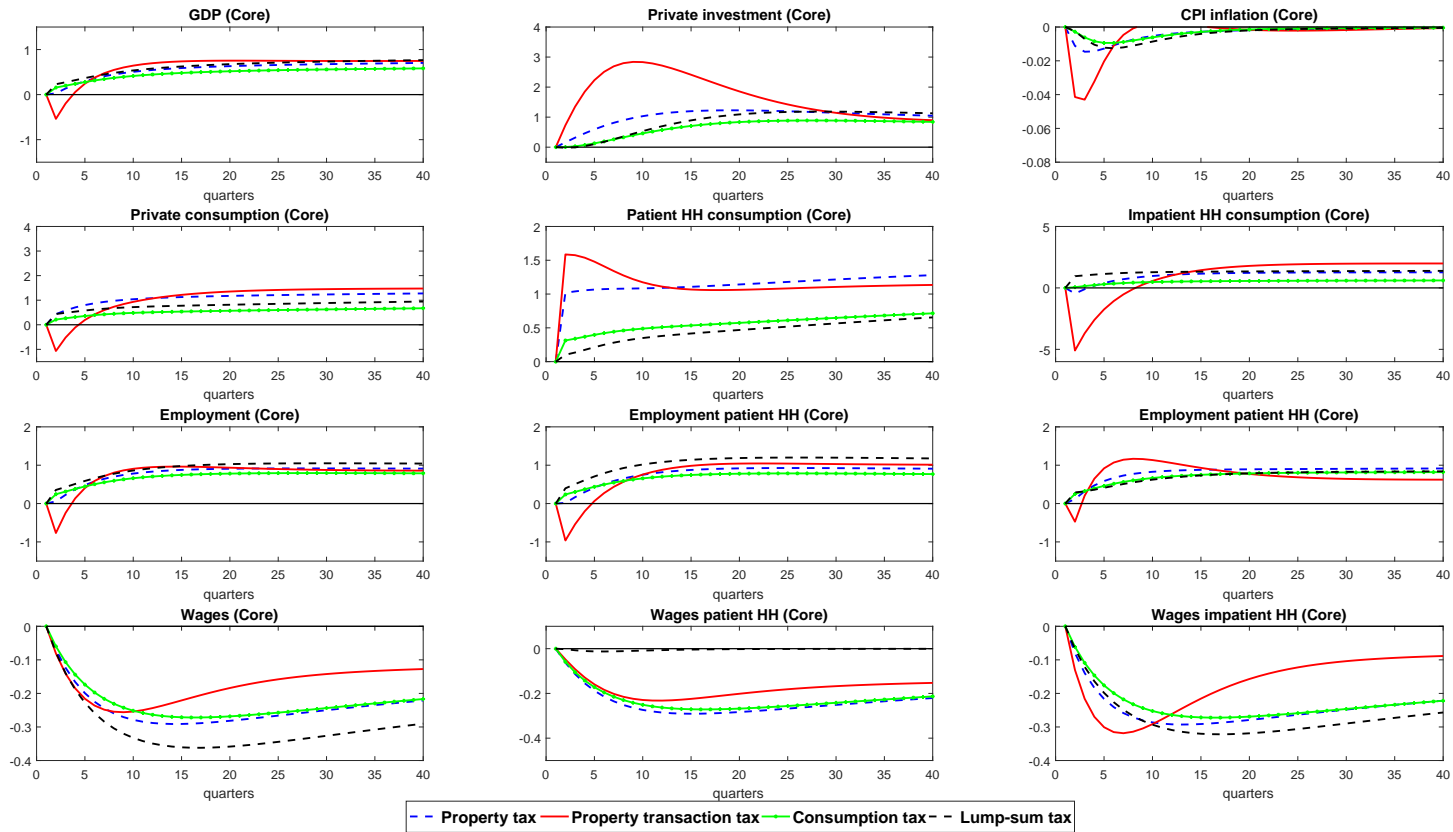 GDP (Core)
1
0
-1
0 5 10 15 20 25 30 35 40
quarters
Private investment (Core)
4
3
2
1
0
0 5 10 15 20 25 30 35 40
quarters
CPI inflation (Core)
0
-0.02
-0.04
-0.06
-0.08
0 5 10 15 20 25 30 35 40
quarters
Private consumption (Core)
4
3
2
1
0
-1
0 5 10 15 20 25 30 35 40
Patient HH consumption (Core)
2
1.5
1
0.5
0
0 5 10 15 20 25 30 35 40
Impatient HH consumption (Core)
5
0
-5
0 5 10 15 20 25 30 35 40
Employment (Core)
2
1
0
-1
0 5 10 15 20 25 30 35 40
Employment patient HH (Core)
2
1
0
-1
0 5 10 15 20 25 30 35 40
Employment patient HH (Core)
2
1
0
-1
0 5 10 15 20 25 30 35 40
Wages (Core)
0
-0.1
-0.2
-0.3
-0.4
0 5 10 15 20 25 30 35 40
quarters
Wages patient HH (Core)
0
-0.2
-0.4
0 5 10 15 20 25 30 35 40
quarters
Wages impatient HH (Core)
0
-0.1
-0.2
-0.3
-0.4
0 5 10 15 20 25 30 35 40
quarters
Property tax Property transaction tax Consumption tax Lump-sum tax